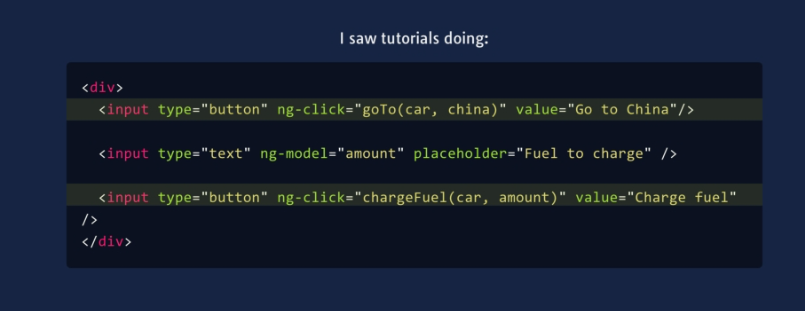 I saw tutorials doing:
<div>
<input type="button" ng-click="goTo(car, china)" value="Go to China"/>
<input type="text" ng-model="amount" placeholder="Fuel to charge" />
<input type="button" ng-click="chargeFuel(car, amount)" value="Charge fuel"
/>
</div>